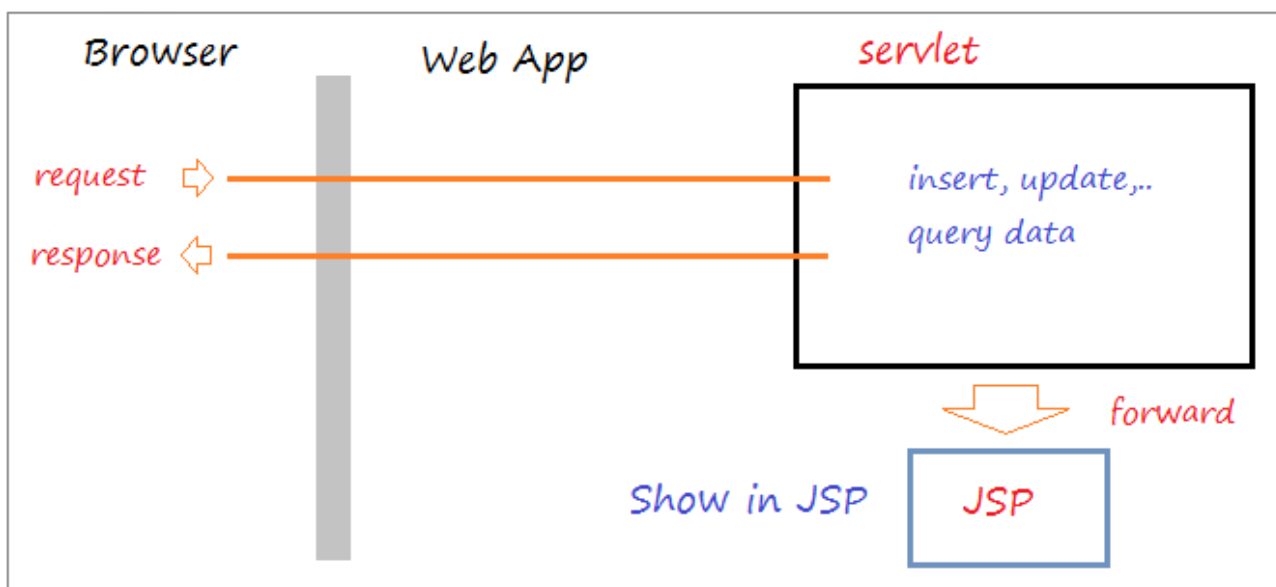 Browser
Web App
servlet
request
insert, update,..
query data
response
forward
Show in JSP
JSP